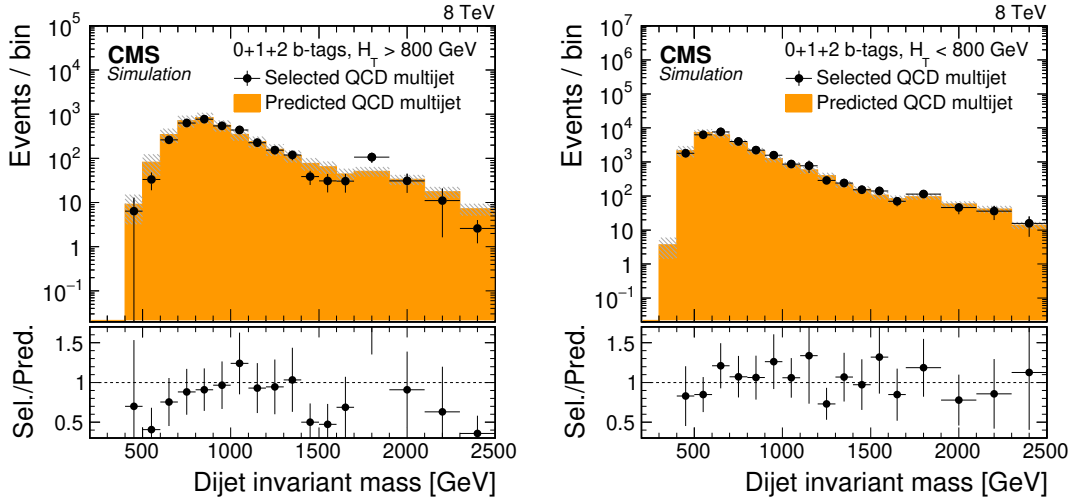 8 TeV
CMS
Simulation
0+1+2 b-tags, H_T > 800 GeV
Selected QCD multijet
Predicted QCD multijet
Events / bin
10^5
10^4
10^3
10^2
10
1
10^-1
Sel./Pred.
1.5
1
0.5
500 1000 1500 2000 2500
Dijet invariant mass [GeV]
8 TeV
CMS
Simulation
0+1+2 b-tags, H_T < 800 GeV
Selected QCD multijet
Predicted QCD multijet
Events / bin
10^7
10^6
10^5
10^4
10^3
10^2
10
1
10^-1
Sel./Pred.
1.5
1
0.5
500 1000 1500 2000 2500
Dijet invariant mass [GeV]